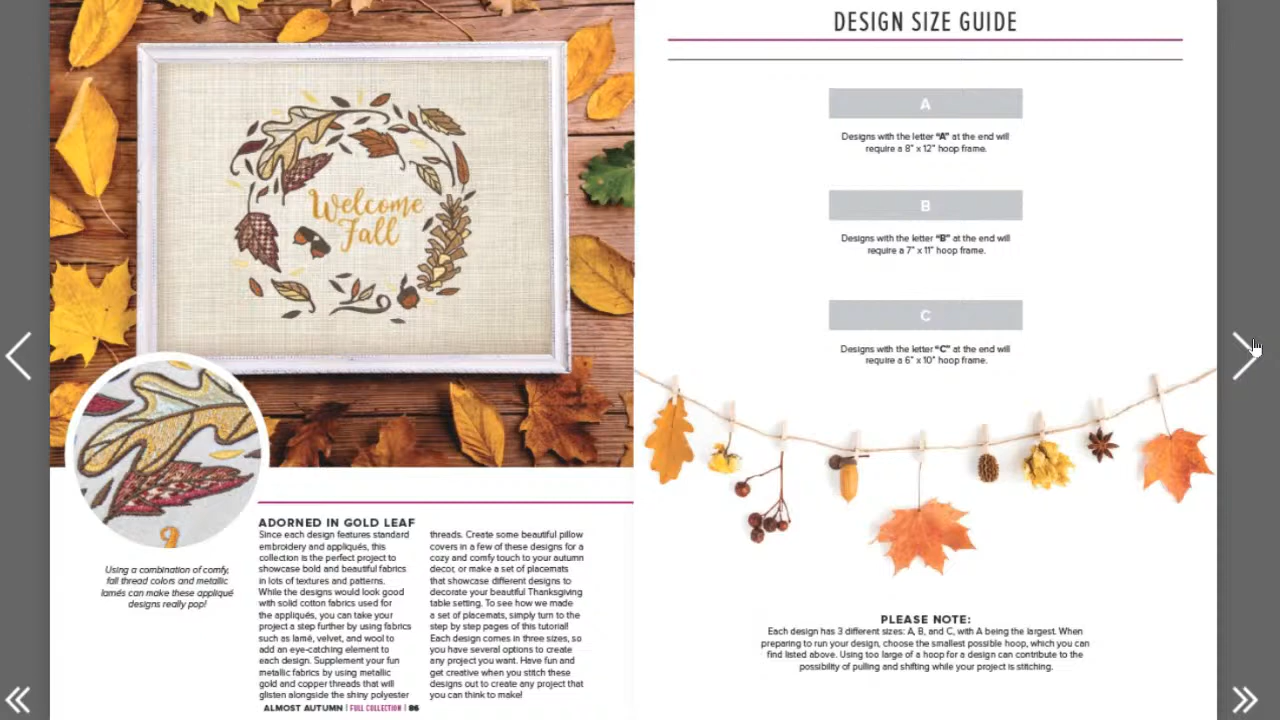 Welcome
Fall
Using a combination of comfy,
fall thread colors and metallic
lamés can make these appliqué
designs really pop!
ADORNED IN GOLD LEAF
Since each design features standard
embroidery and appliqués, this
collection is the perfect project to
showcase bold and beautiful fabrics
in lots of textures and patterns.
While the designs would look good
with solid cotton fabrics used for
the appliqués, you can take your
project a step further by using fabrics
such as lamé, velvet, and wool to
add an eye-catching element to
each design. Supplement your fun
metallic fabrics by using metallic
gold and copper threads that will
glisten alongside the shiny polyester
threads. Create some beautiful pillow
covers in a few of these designs for a
cozy and comfy touch to your autumn
decor, or make a set of placemats
that showcase different designs to
decorate your beautiful Thanksgiving
table setting. To see how we made
a set of placemats, simply turn to the
step by step pages of this tutorial!
Each design comes in three sizes, so
you have several options to create
any project you want. Have fun and
get creative when you stitch these
designs out to create any project that
you can think to make!
ALMOST AUTUMN | FULL COLLECTION | 86
DESIGN SIZE GUIDE
A
Designs with the letter “A” at the end will
require a 8” x 12” hoop frame.
B
Designs with the letter “B” at the end will
require a 7” x 11” hoop frame.
C
Designs with the letter “C” at the end will
require a 6” x 10” hoop frame.
PLEASE NOTE:
Each design has 3 different sizes: A, B, and C, with A being the largest. When
preparing to run your design, choose the smallest possible hoop, which you can
find listed above. Using too large of a hoop for a design can contribute to the
possibility of pulling and shifting while your project is stitching.